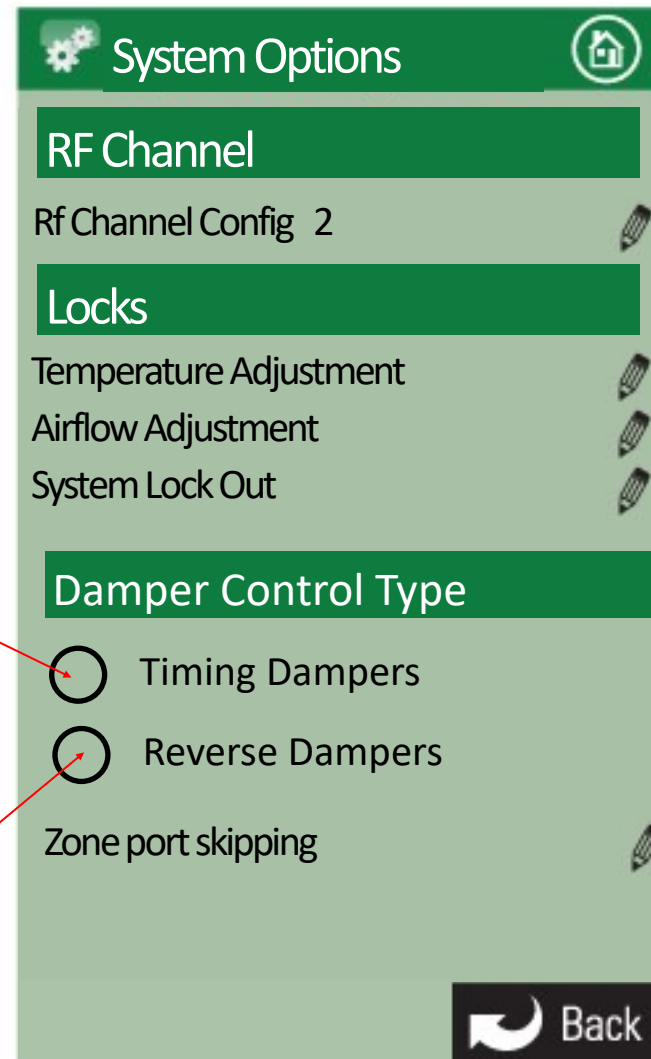 System Options
RF Channel
Rf Channel Config 2
Locks
Temperature Adjustment
Airflow Adjustment
System Lock Out
Damper Control Type
Timing Dampers
Reverse Dampers
Zone port skipping
Back